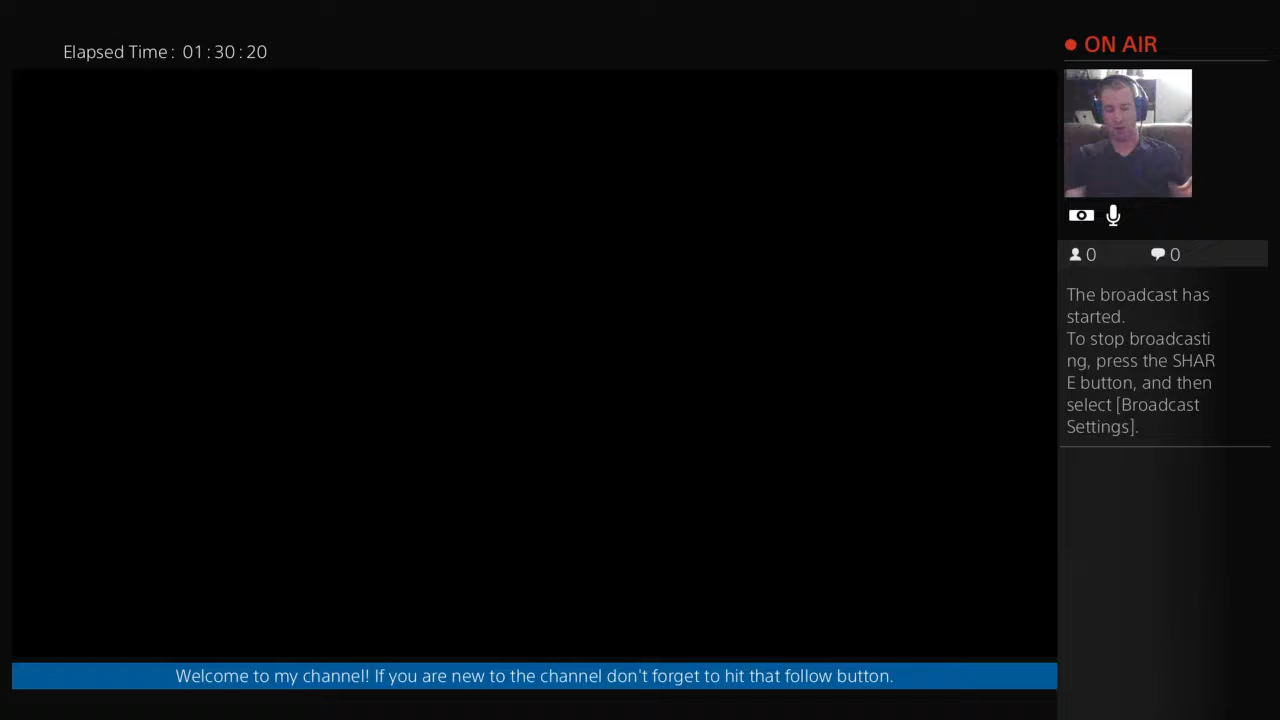 Elapsed Time: 01:30:20
ON AIR
0 0
The broadcast has
started.
To stop broadcasti
ng, press the SHAR
E button, and then
select [Broadcast
Settings].
Welcome to my channel! If you are new to the channel don't forget to hit that follow button.